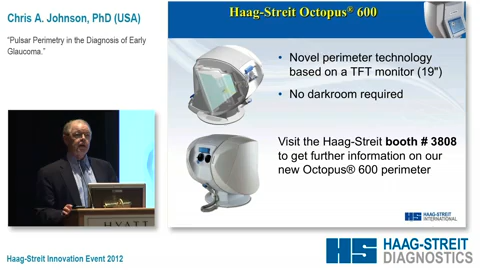 Chris A. Johnson, PhD (USA)
“Pulsar Perimetry in the Diagnosis of Early
Glaucoma.”
Haag-Streit Octopus® 600
• Novel perimeter technology
based on a TFT monitor (19")
• No darkroom required
Visit the Haag-Streit booth # 3808
to get further information on our
new Octopus® 600 perimeter
HS HAAG-STREIT
INTERNATIONAL
HYATT
Haag-Streit Innovation Event 2012
HS HAAG-STREIT
DIAGNOSTICS